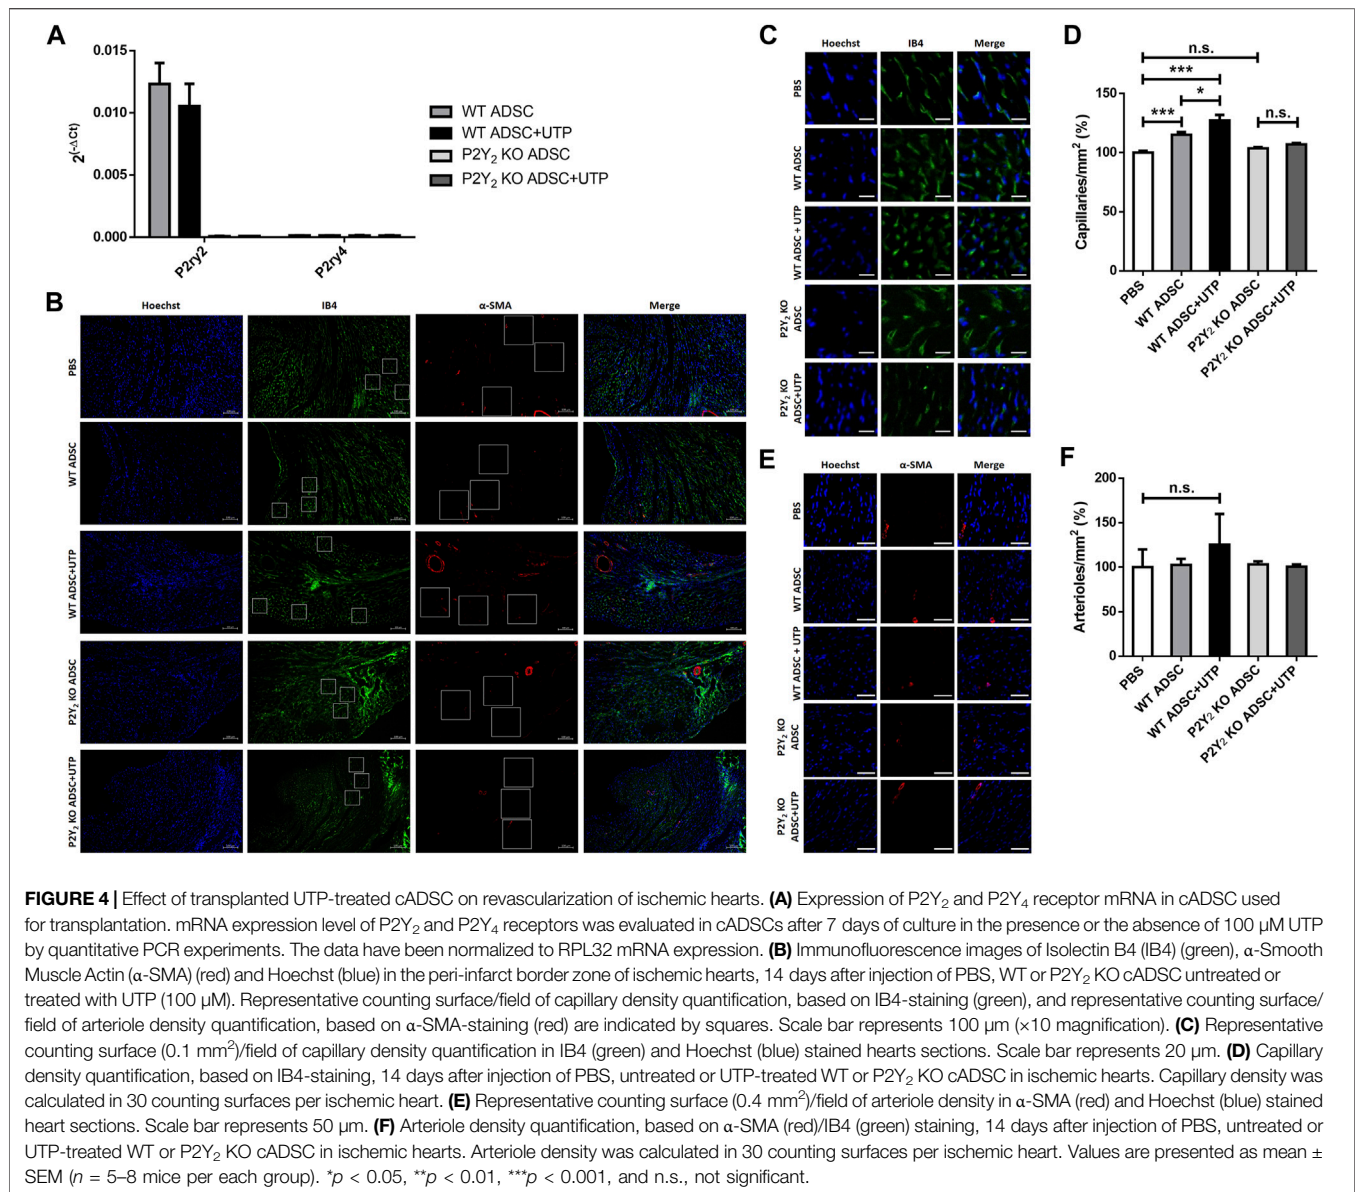 A
0.015
0.010
0.005
0.000
2(-ΔCt)
P2ry2
P2ry4
WT ADSC
WT ADSC+UTP
P2Y2 KO ADSC
P2Y2 KO ADSC+UTP
B
Hoechst IB4 α-SMA Merge
PBS
WT ADSC
WT ADSC+UTP
P2Y2 KO ADSC
P2Y2 KO ADSC+UTP
C
Hoechst IB4 Merge
PBS
WT ADSC
WT ADSC + UTP
P2Y2 KO
ADSC
P2Y2 KO
ADSC+UTP
D
n.s.
***
*
***
n.s.
150
100
50
0
Capillaries/mm2 (%)
PBS
WT ADSC
WT ADSC+UTP
P2Y2 KO ADSC
P2Y2 KO ADSC+UTP
E
Hoechst α-SMA Merge
PBS
WT ADSC
WT ADSC + UTP
P2Y2 KO
ADSC
P2Y2 KO
ADSC+UTP
F
n.s.
200
150
100
50
0
Arterioles/mm2 (%)
PBS
WT ADSC
WT ADSC+UTP
P2Y2 KO ADSC
P2Y2 KO ADSC+UTP
FIGURE 4 | Effect of transplanted UTP-treated cADSC on revascularization of ischemic hearts. (A) Expression of P2Y2 and P2Y4 receptor mRNA in cADSC used
for transplantation. mRNA expression level of P2Y2 and P2Y4 receptors was evaluated in cADSCs after 7 days of culture in the presence or the absence of 100 μM UTP
by quantitative PCR experiments. The data have been normalized to RPL32 mRNA expression. (B) Immunofluorescence images of Isolectin B4 (IB4) (green), α-Smooth
Muscle Actin (α-SMA) (red) and Hoechst (blue) in the peri-infarct border zone of ischemic hearts, 14 days after injection of PBS, WT or P2Y2 KO cADSC untreated or
treated with UTP (100 μM). Representative counting surface/field of capillary density quantification, based on IB4-staining (green), and representative counting surface/
field of arteriole density quantification, based on α-SMA-staining (red) are indicated by squares. Scale bar represents 100 μm (×10 magnification). (C) Representative
counting surface (0.1 mm2)/field of capillary density quantification in IB4 (green) and Hoechst (blue) stained hearts sections. Scale bar represents 20 μm. (D) Capillary
density quantification, based on IB4-staining, 14 days after injection of PBS, untreated or UTP-treated WT or P2Y2 KO cADSC in ischemic hearts. Capillary density was
calculated in 30 counting surfaces per ischemic heart. (E) Representative counting surface (0.4 mm2)/field of arteriole density in α-SMA (red) and Hoechst (blue) stained
heart sections. Scale bar represents 50 μm. (F) Arteriole density quantification, based on α-SMA (red)/IB4 (green) staining, 14 days after injection of PBS, untreated or
UTP-treated WT or P2Y2 KO cADSC in ischemic hearts. Arteriole density was calculated in 30 counting surfaces per ischemic heart. Values are presented as mean ±
SEM (n = 5–8 mice per each group). *p < 0.05, **p < 0.01, ***p < 0.001, and n.s., not significant.